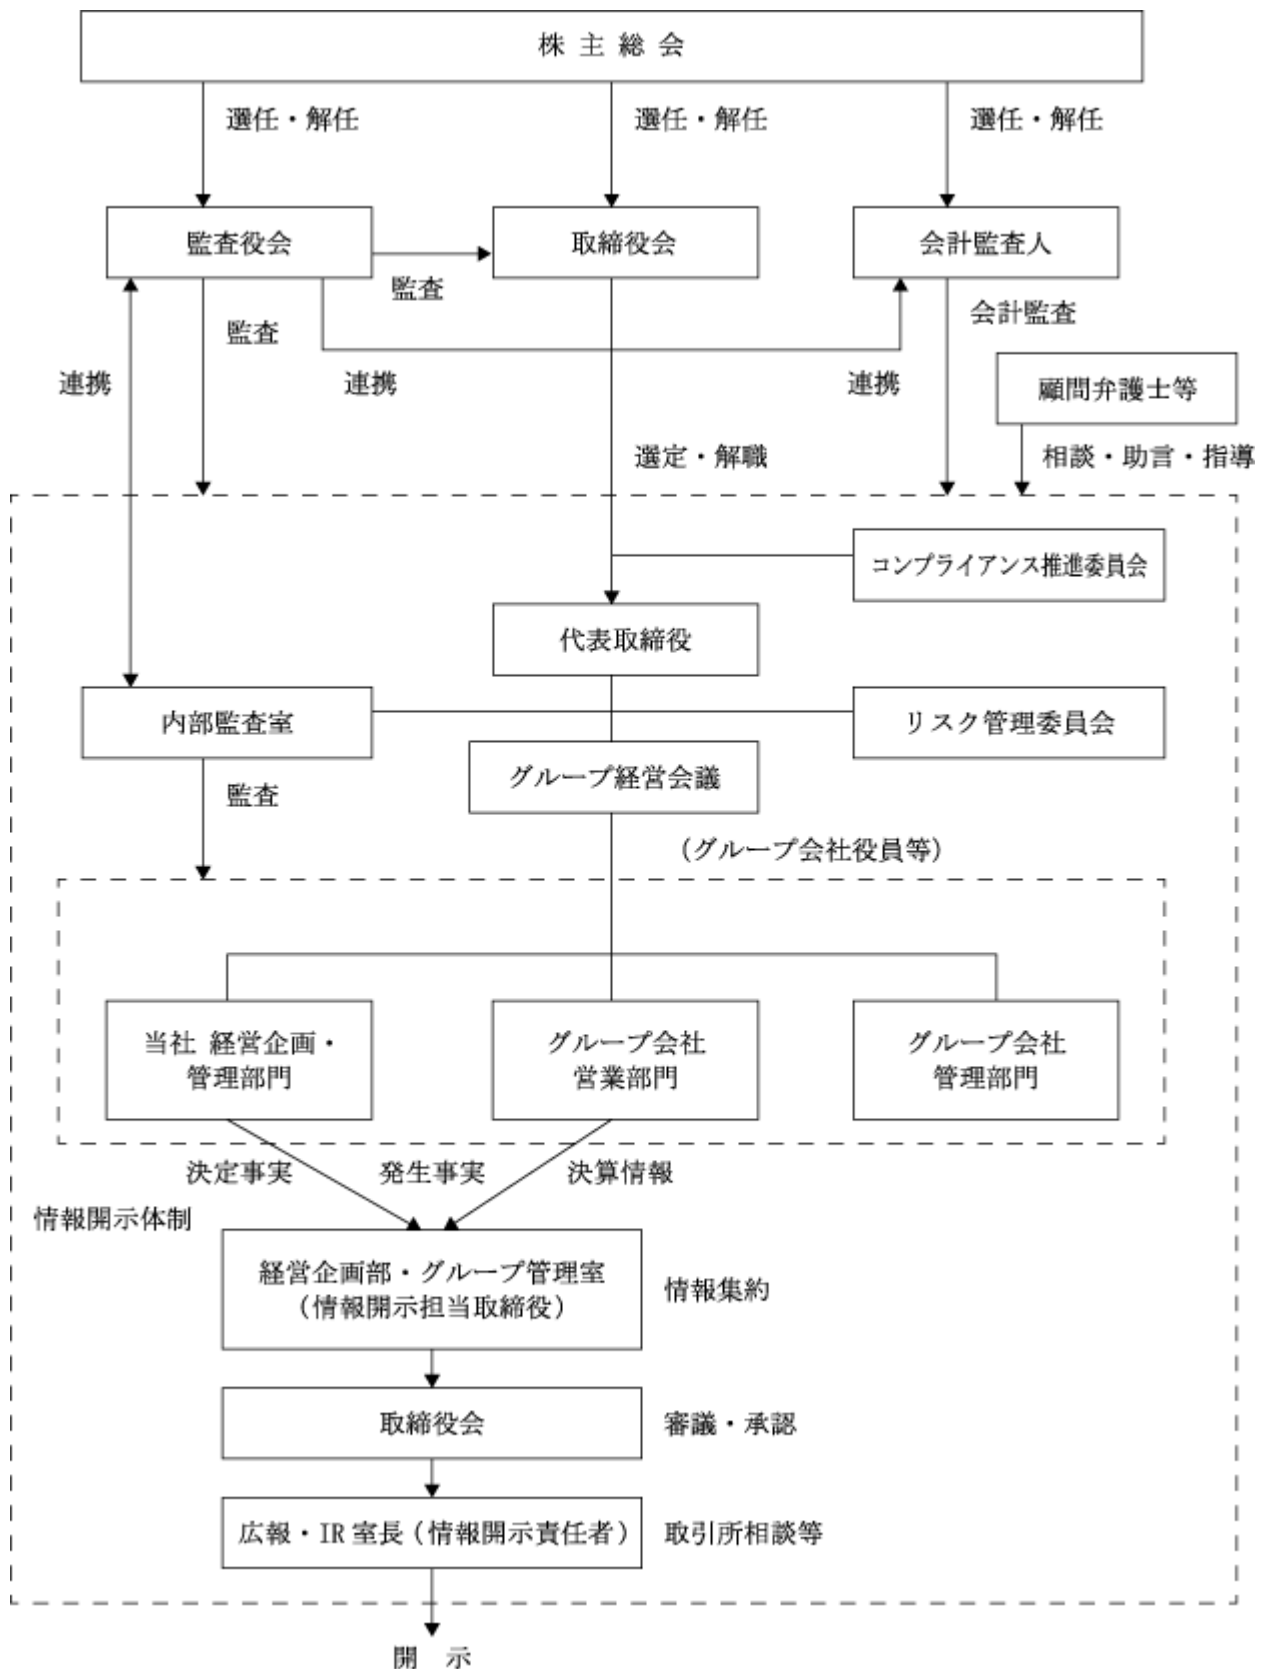 株主総会
選任・解任
選任・解任
選任・解任
監査役会
取締役会
会計監査人
監査
会計監査
監査
連携
連携
連携
顧問弁護士等
選定・解職
相談・助言・指導
コンプライアンス推進委員会
代表取締役
内部監査室
リスク管理委員会
グループ経営会議
監査
（グループ会社役員等）
当社 経営企画・
管理部門
グループ会社
営業部門
グループ会社
管理部門
決定事実
発生事実
決算情報
情報開示体制
経営企画部・グループ管理室
（情報開示担当取締役）
情報集約
取締役会
審議・承認
広報・IR室長（情報開示責任者）
取引所相談等
開 示